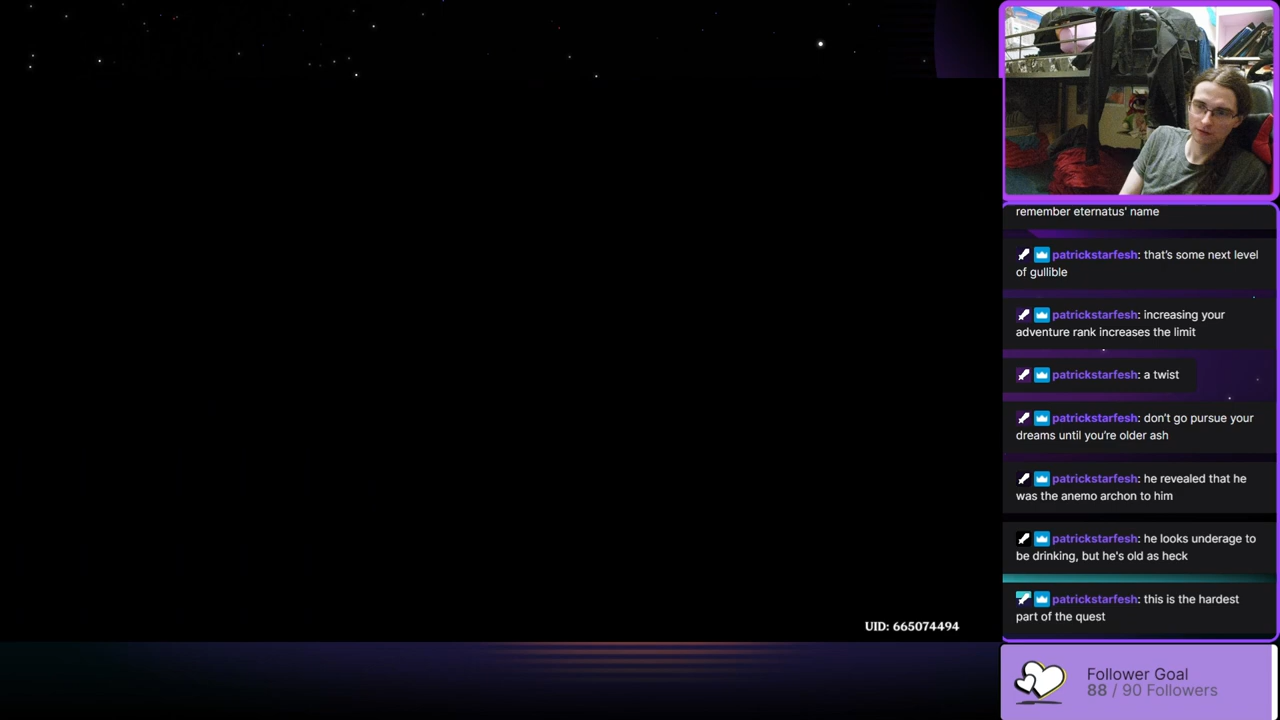 remember eternatus' name
patrickstarfesh: that's some next level
of gullible
patrickstarfesh: increasing your
adventure rank increases the limit
patrickstarfesh: a twist
patrickstarfesh: don't go pursue your
dreams until you're older ash
patrickstarfesh: he revealed that he
was the anemo archon to him
patrickstarfesh: he looks underage to
be drinking, but he's old as heck
patrickstarfesh: this is the hardest
part of the quest
UID: 665074494
Follower Goal
88 / 90 Followers